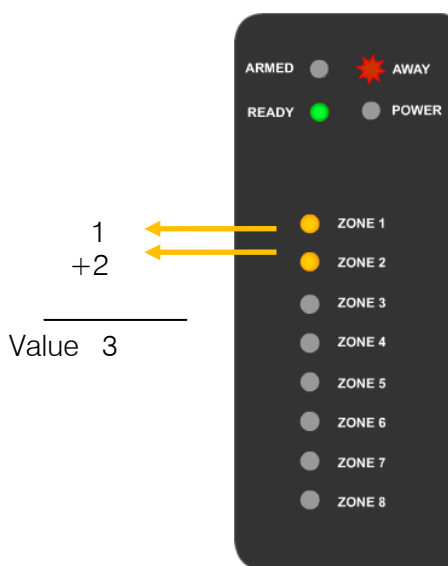 ARMED AWAY
READY POWER
1
+2
Value 3
ZONE 1
ZONE 2
ZONE 3
ZONE 4
ZONE 5
ZONE 6
ZONE 7
ZONE 8